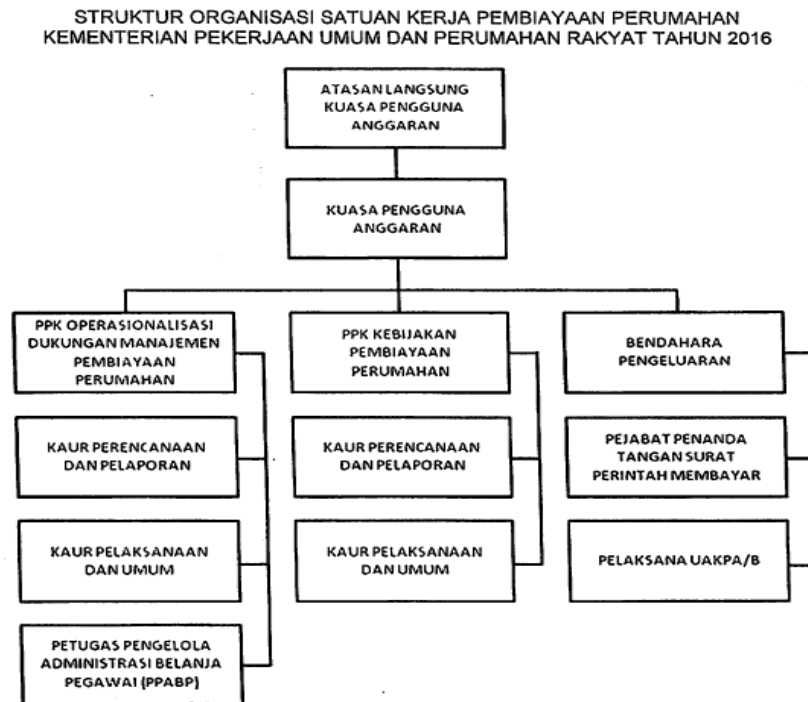 STRUKTUR ORGANISASI SATUAN KERJA PEMBIAYAAN PERUMAHAN
KEMENTERIAN PEKERJAAN UMUM DAN PERUMAHAN RAKYAT TAHUN 2016
ATASAN LANGSUNG
KUASA PENGGUNA
ANGGARAN
KUASA PENGGUNA
ANGGARAN
PPK OPERASIONALISASI
DUKUNGAN MANAJEMEN
PEMBIAYAAN
PERUMAHAN
PPK KEBIJAKAN
PEMBIAYAAN
PERUMAHAN
BENDAHARA
PENGELUARAN
KAUR PERENCANAAN
DAN PELAPORAN
KAUR PERENCANAAN
DAN PELAPORAN
PEJABAT PENANDA
TANGAN SURAT
PERINTAH MEMBAYAR
KAUR PELAKSANAAN
DAN UMUM
KAUR PELAKSANAAN
DAN UMUM
PELAKSANA UAKPA/B
PETUGAS PENGELOLA
ADMINISTRASI BELANJA
PEGAWAI (PPABP)